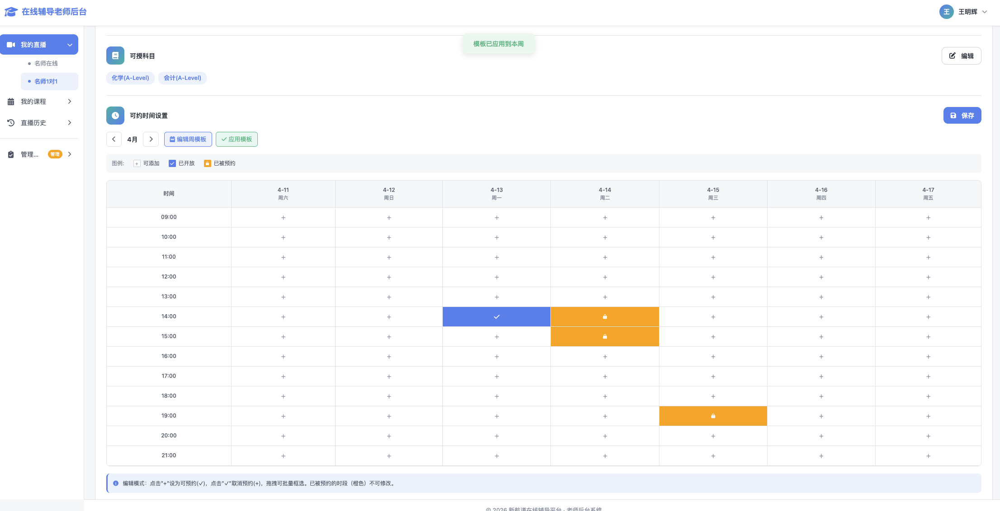 在线辅导老师后台
王 王明辉
模板已应用到本周
我的直播
名师在线
名师1对1
我的课程
直播历史
管理... 管理
可授科目
编辑
化学(A-Level) 会计(A-Level)
可约时间设置
保存
4月 编辑周模板 应用模板
图例: + 可添加 已开放 已被预约
时间 4-11 4-12 4-13 4-14 4-15 4-16 4-17
周六 周日 周一 周二 周三 周四 周五
09:00 + + + + + + +
10:00 + + + + + + +
11:00 + + + + + + +
12:00 + + + + + + +
13:00 + + + + + + +
14:00 + + ✓ + + +
15:00 + + + + + +
16:00 + + + + + + +
17:00 + + + + + + +
18:00 + + + + + + +
19:00 + + + + + +
20:00 + + + + + + +
21:00 + + + + + + +
编辑模式：点击"+"设为可预约(✓)，点击"✓"取消预约(+)，拖拽可批量框选。已被预约的时段（橙色）不可修改。
© 2026 新航道在线辅导平台 · 老师后台系统